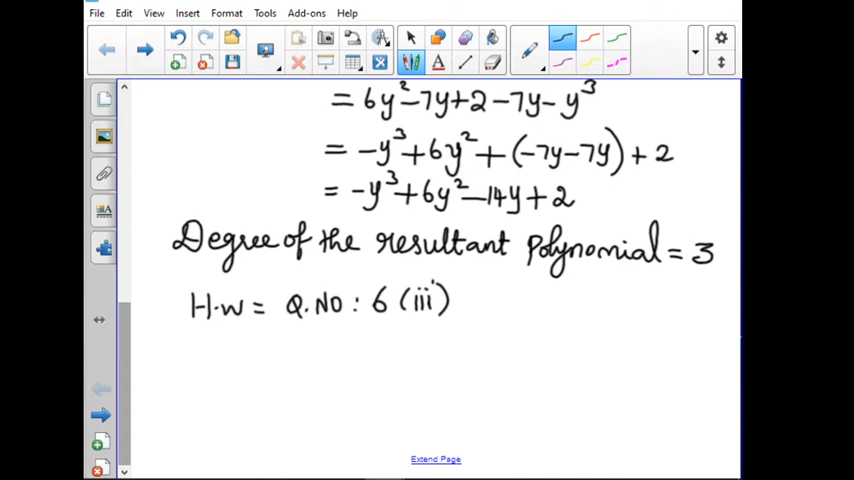 File Edit View Insert Format Tools Add-ons Help
= 6y²-7y+2-7y-y³
= -y³+6y²+(-7y-7y)+2
= -y³+6y²-14y+2
Degree of the resultant Polynomial = 3
H.W = Q.NO: 6 (iii)
Extend Page